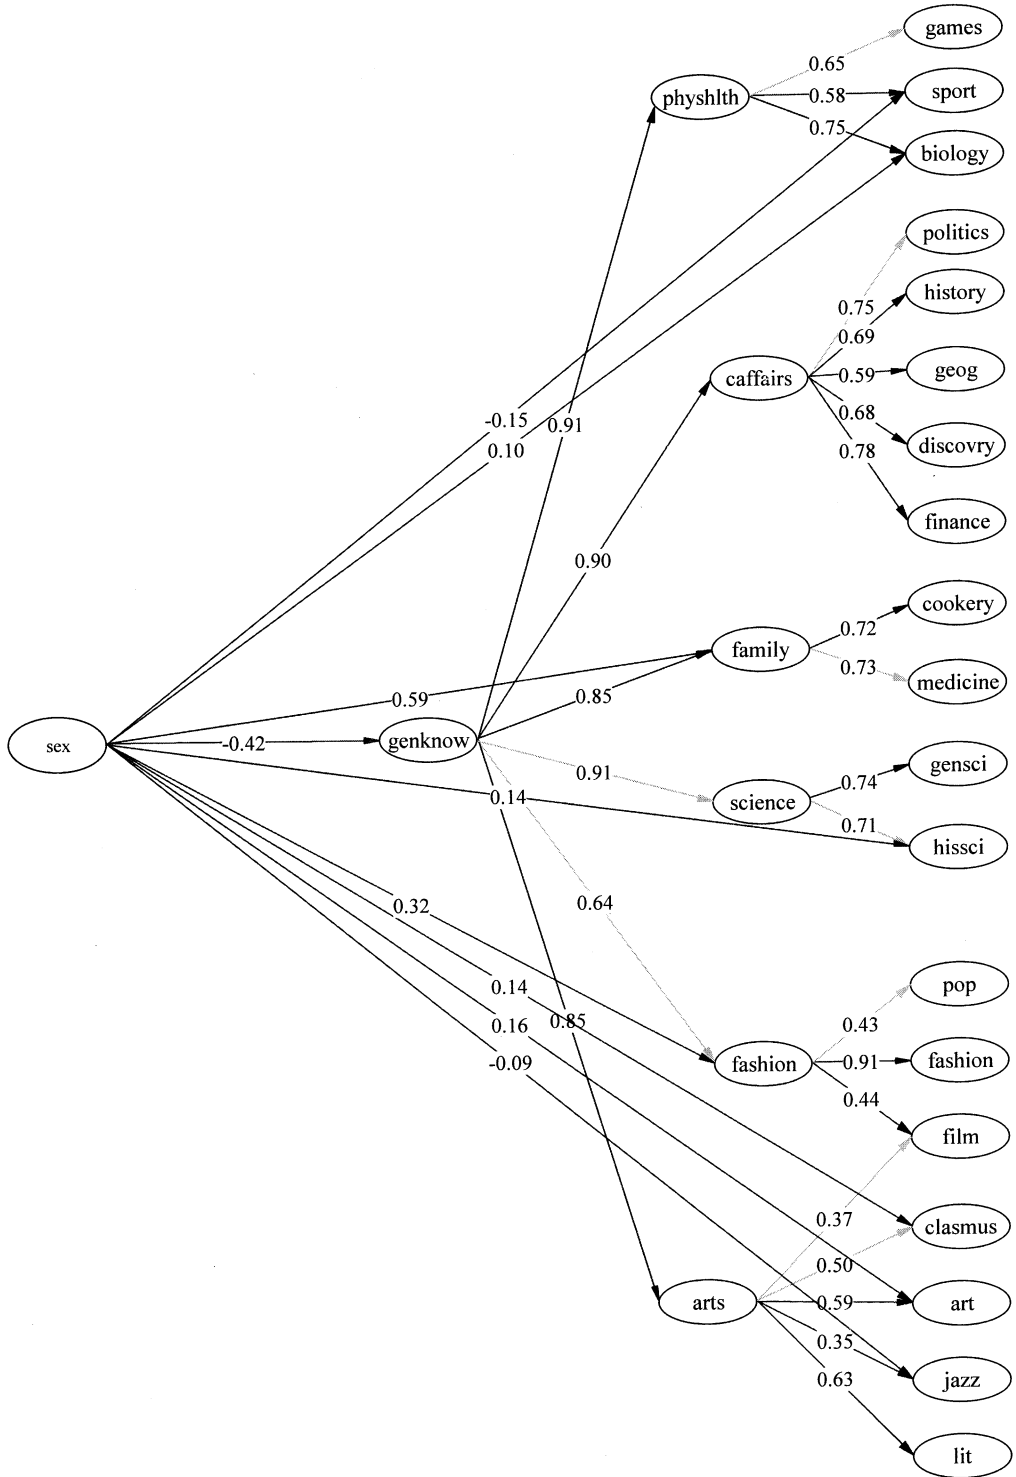 games
0.65
physhlth
0.58
sport
0.75
biology
politics
0.75
history
0.69
caffairs
0.59
geog
0.68
-0.15
0.91
discovry
0.10
0.78
finance
0.90
cookery
0.72
family
0.73
medicine
0.59
0.85
sex
-0.42
genknow
gensci
0.91
0.74
0.14
science
0.71
hissci
0.32
0.64
pop
0.14
0.43
0.16
0.85
fashion
0.91
fashion
-0.09
0.44
film
0.37
clasmus
0.50
arts
0.59
art
0.35
jazz
0.63
lit